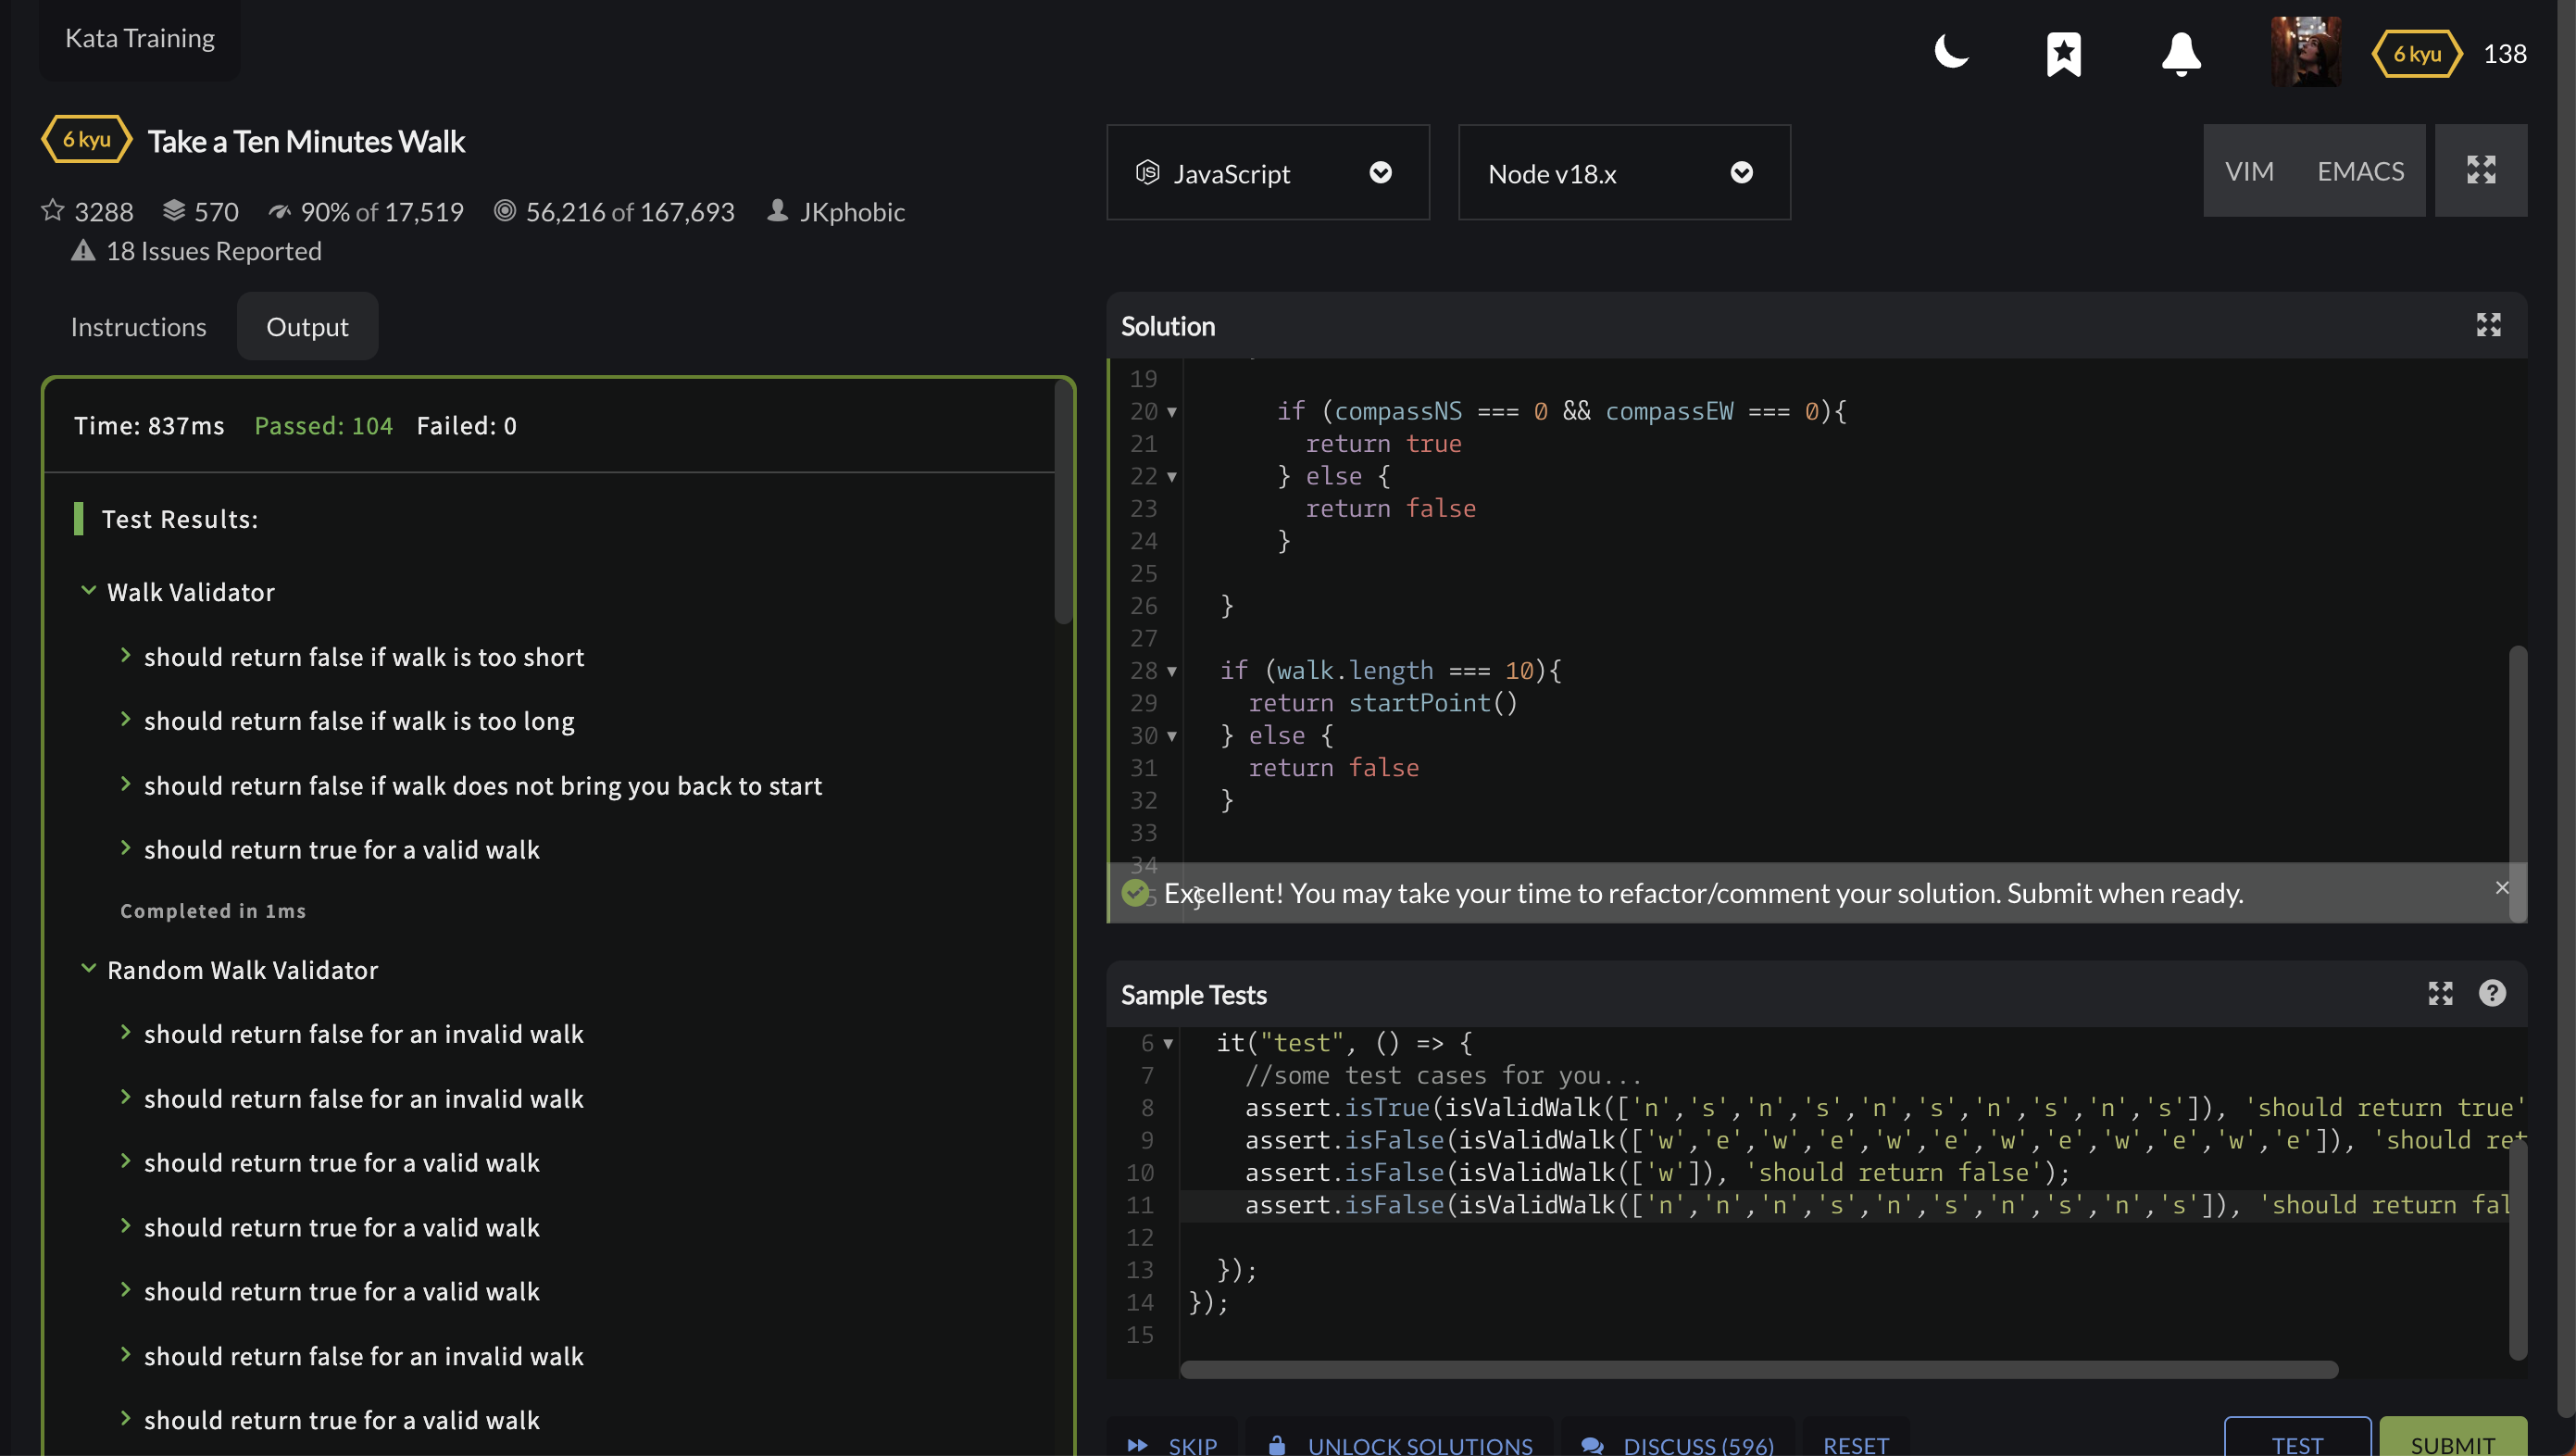 Kata Training
6 kyu 138
6 kyu Take a Ten Minutes Walk
3288 570 90% of 17,519 56,216 of 167,693 JKphobic
18 Issues Reported
Instructions Output
Time: 837ms Passed: 104 Failed: 0
Test Results:
Walk Validator
should return false if walk is too short
should return false if walk is too long
should return false if walk does not bring you back to start
should return true for a valid walk
Completed in 1ms
Random Walk Validator
should return false for an invalid walk
should return false for an invalid walk
should return true for a valid walk
should return true for a valid walk
should return true for a valid walk
should return false for an invalid walk
should return true for a valid walk
JS JavaScript Node v18.x VIM EMACS
Solution
19
20 if (compassNS === 0 && compassEW === 0){
21 return true
22 } else {
23 return false
24 }
25
26 }
27
28 if (walk.length === 10){
29 return startPoint()
30 } else {
31 return false
32 }
33
34
Excellent! You may take your time to refactor/comment your solution. Submit when ready. ×
Sample Tests ?
6 it("test", () => {
7 //some test cases for you...
8 assert.isTrue(isValidWalk(['n','s','n','s','n','s','n','s','n','s']), 'should return true'
9 assert.isFalse(isValidWalk(['w','e','w','e','w','e','w','e','w','e','w','e']), 'should ret
10 assert.isFalse(isValidWalk(['w']), 'should return false');
11 assert.isFalse(isValidWalk(['n','n','n','s','n','s','n','s','n','s']), 'should return fal
12
13 });
14 });
15
SKIP UNLOCK SOLUTIONS DISCUSS (596) RESET TEST SUBMIT